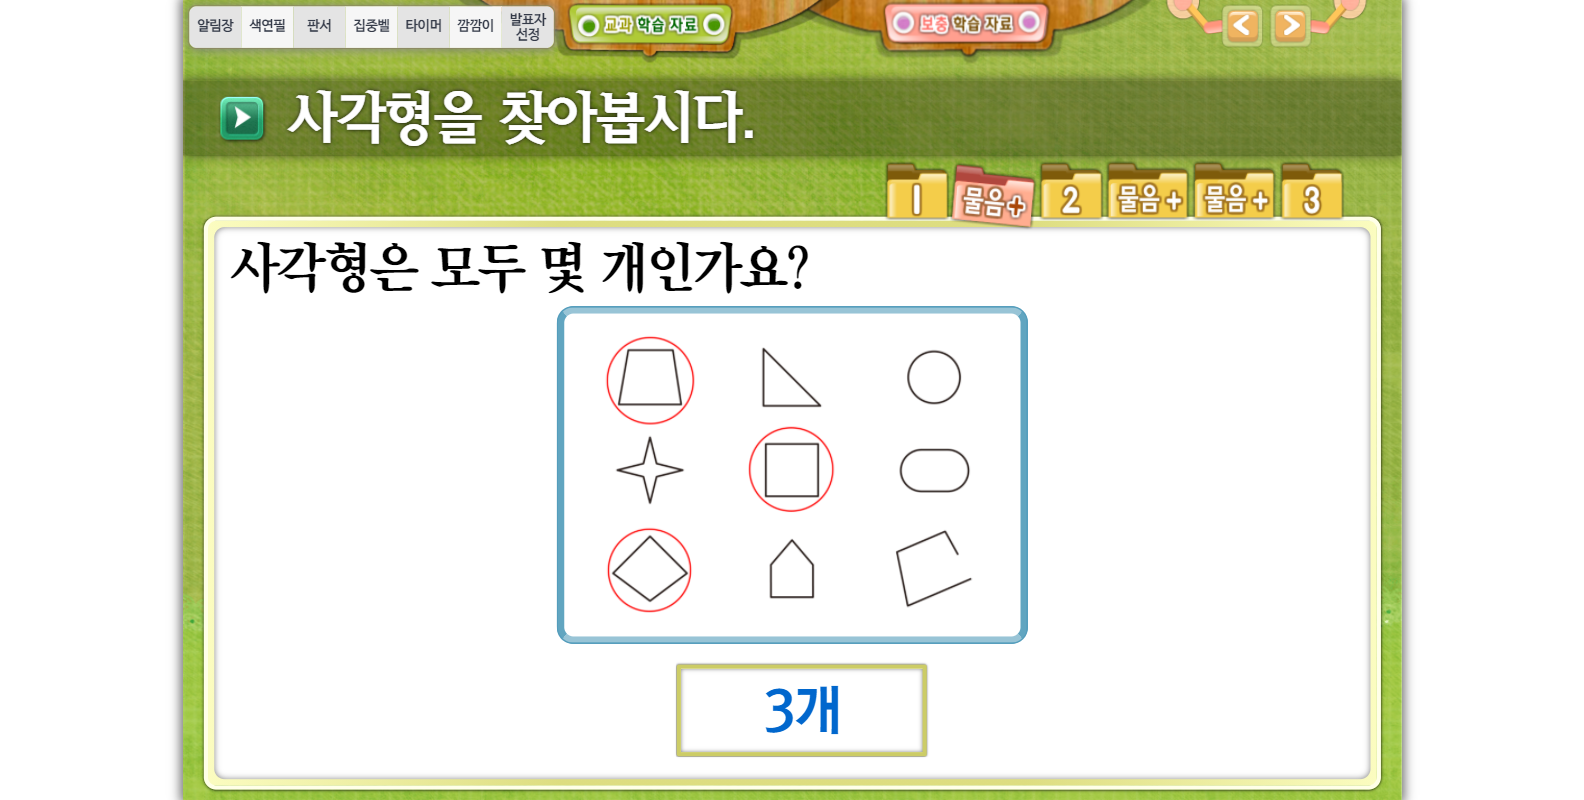 알림장 색연필 판서 집중벨 타이머 깜깜이 발표자 선정
교과 학습 자료
보충 학습 자료
사각형을 찾아봅시다.
1 물음+ 2 물음+ 물음+ 3
사각형은 모두 몇 개인가요?
3개